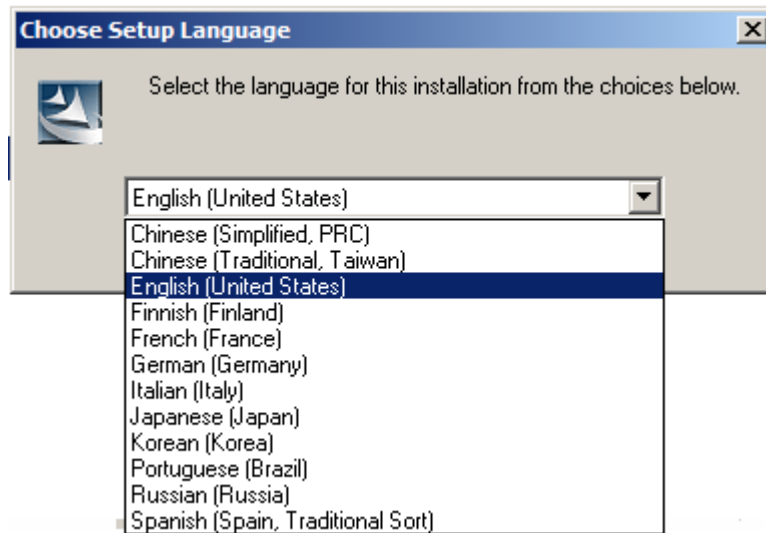 Choose Setup Language
Select the language for this installation from the choices below.
English (United States)
Chinese (Simplified, PRC)
Chinese (Traditional, Taiwan)
English (United States)
Finnish (Finland)
French (France)
German (Germany)
Italian (Italy)
Japanese (Japan)
Korean (Korea)
Portuguese (Brazil)
Russian (Russia)
Spanish (Spain, Traditional Sort)